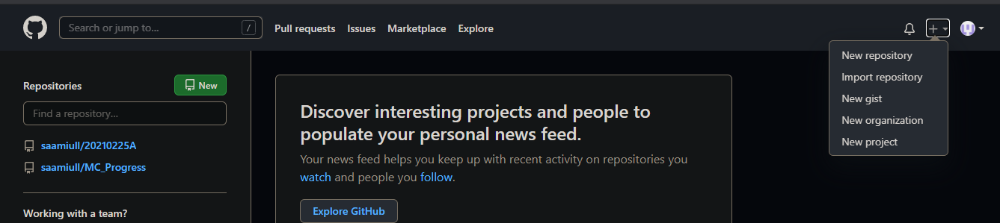 Search or jump to...
/
Pull requests
Issues
Marketplace
Explore
New repository
Import repository
New gist
New organization
New project
Repositories
New
Find a repository...
saamiull/20210225A
saamiull/MC_Progress
Working with a team?
Discover interesting projects and people to
populate your personal news feed.
Your news feed helps you keep up with recent activity on repositories you
watch and people you follow.
Explore GitHub